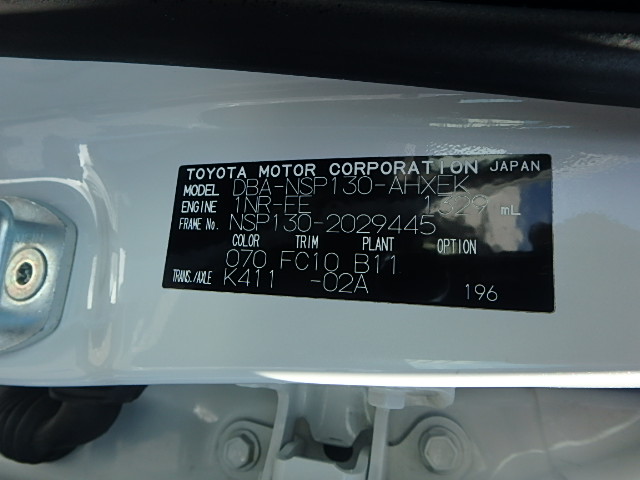 TOYOTA MOTOR CORPORATION JAPAN
MODEL DBA-NSP130-AHXEK
ENGINE 1NR-FE 1329 mL
FRAME No. NSP130-2029445
COLOR TRIM PLANT OPTION
070 FC10 B11
TRANS./AXLE K411 -02A
196